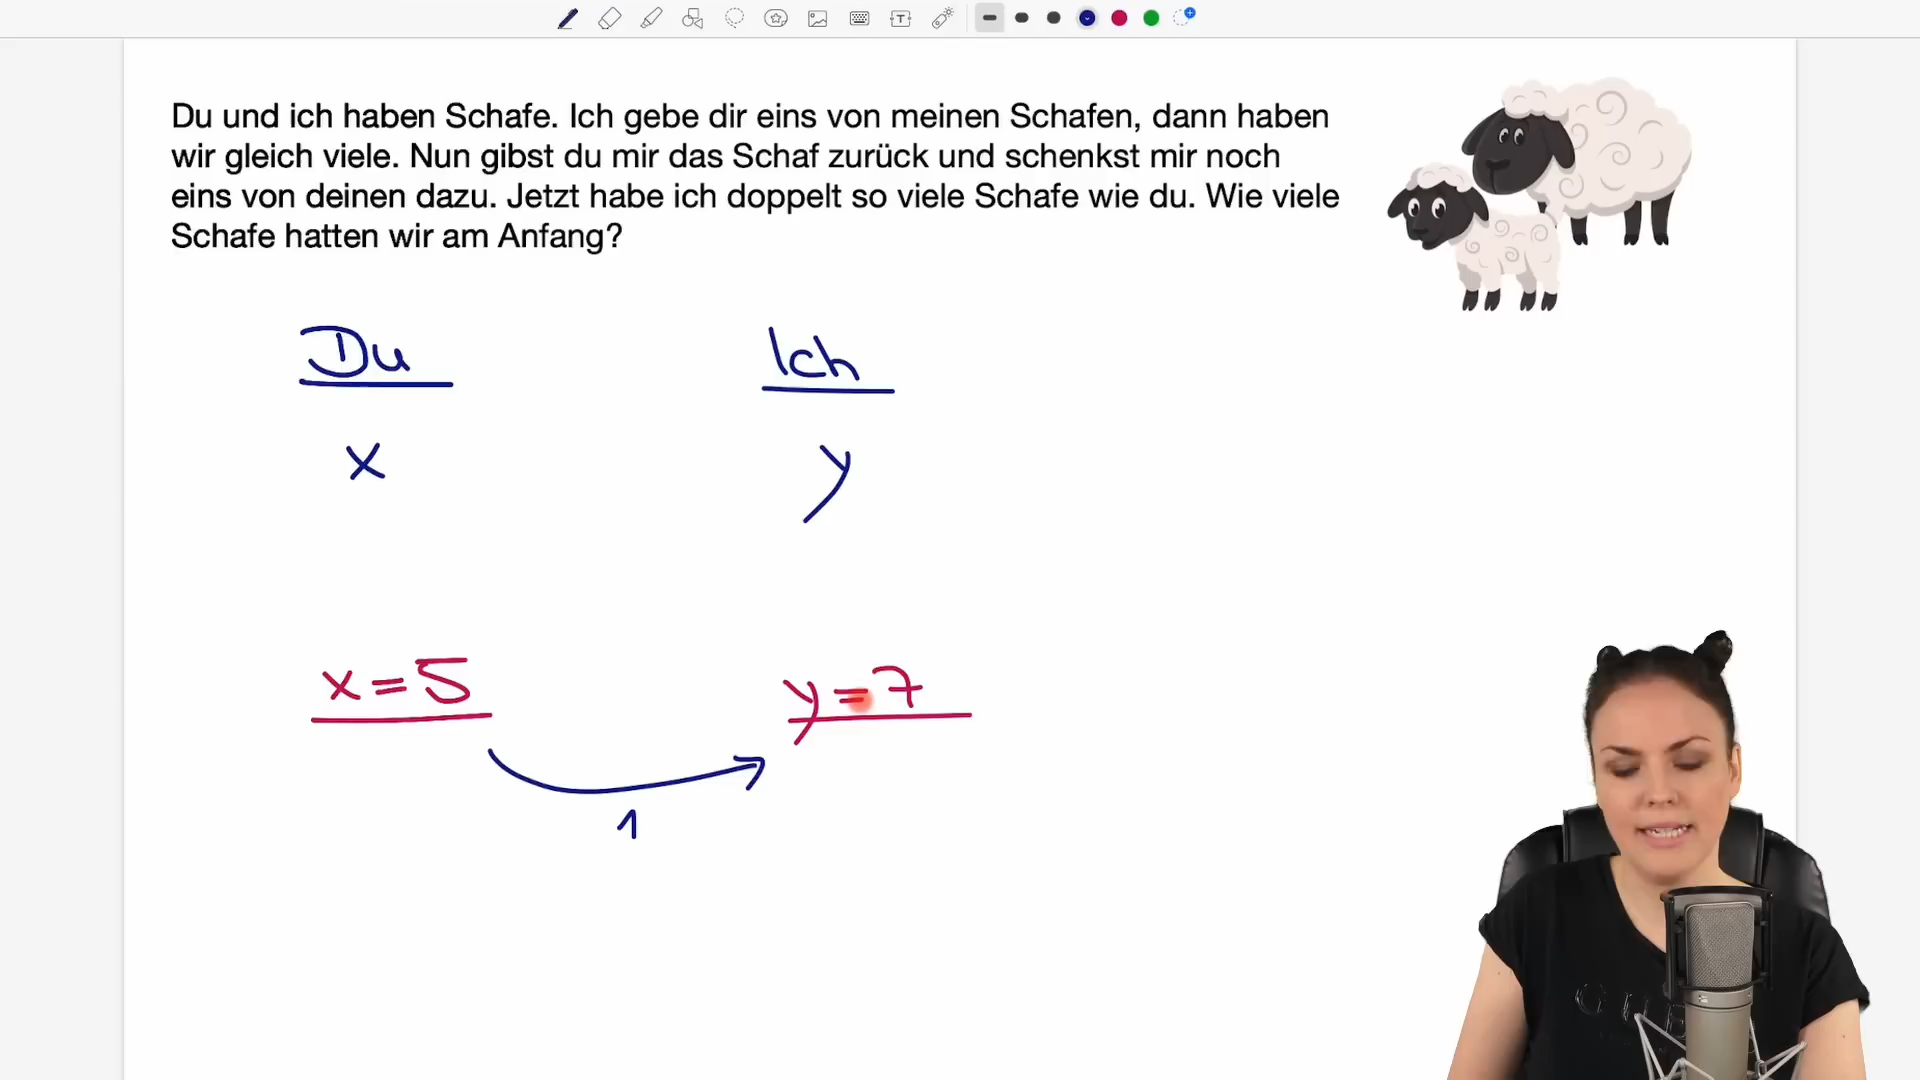 Du und ich haben Schafe. Ich gebe dir eins von meinen Schafen, dann haben
wir gleich viele. Nun gibst du mir das Schaf zurück und schenkst mir noch
eins von deinen dazu. Jetzt habe ich doppelt so viele Schafe wie du. Wie viele
Schafe hatten wir am Anfang?
Du Ich
x y
x = 5 y = 7
1